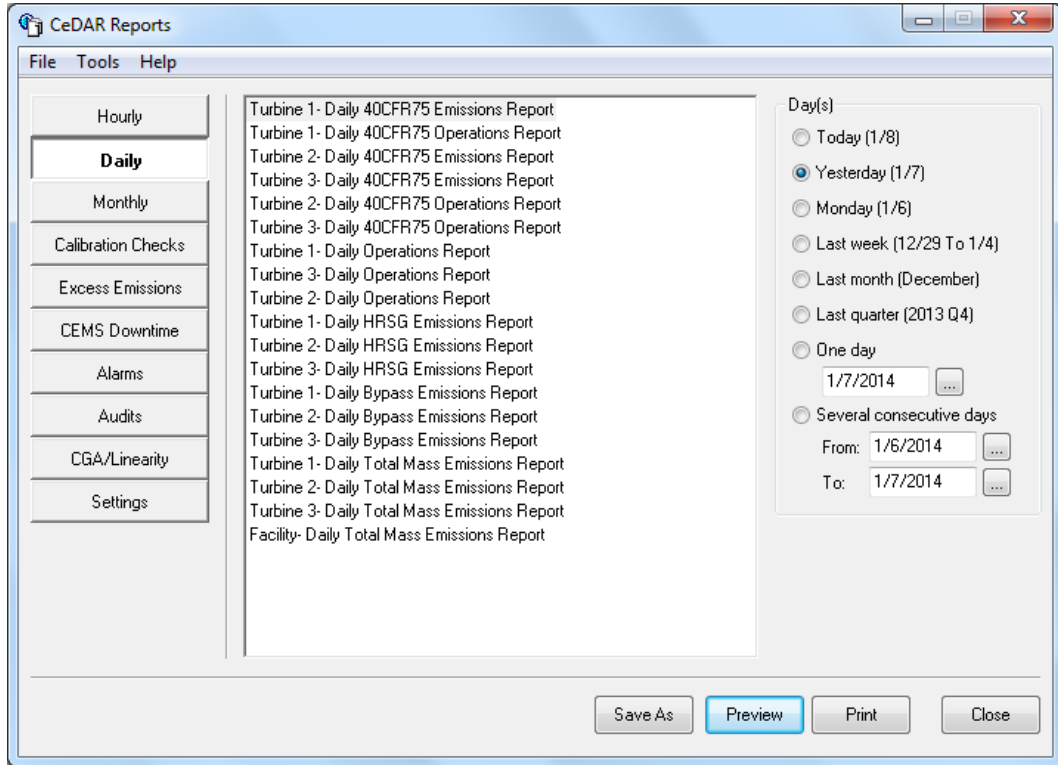 CeDAR Reports
File Tools Help
Hourly
Daily
Monthly
Calibration Checks
Excess Emissions
CEMS Downtime
Alarms
Audits
CGA/Linearity
Settings
Turbine 1- Daily 40CFR75 Emissions Report
Turbine 1- Daily 40CFR75 Operations Report
Turbine 2- Daily 40CFR75 Emissions Report
Turbine 3- Daily 40CFR75 Emissions Report
Turbine 2- Daily 40CFR75 Operations Report
Turbine 3- Daily 40CFR75 Operations Report
Turbine 1- Daily Operations Report
Turbine 3- Daily Operations Report
Turbine 2- Daily Operations Report
Turbine 1- Daily HRSG Emissions Report
Turbine 2- Daily HRSG Emissions Report
Turbine 3- Daily HRSG Emissions Report
Turbine 1- Daily Bypass Emissions Report
Turbine 2- Daily Bypass Emissions Report
Turbine 3- Daily Bypass Emissions Report
Turbine 1- Daily Total Mass Emissions Report
Turbine 2- Daily Total Mass Emissions Report
Turbine 3- Daily Total Mass Emissions Report
Facility- Daily Total Mass Emissions Report
Day(s)
Today (1/8)
Yesterday (1/7)
Monday (1/6)
Last week (12/29 To 1/4)
Last month (December)
Last quarter (2013 Q4)
One day
1/7/2014 ...
Several consecutive days
From: 1/6/2014 ...
To: 1/7/2014 ...
Save As Preview Print Close